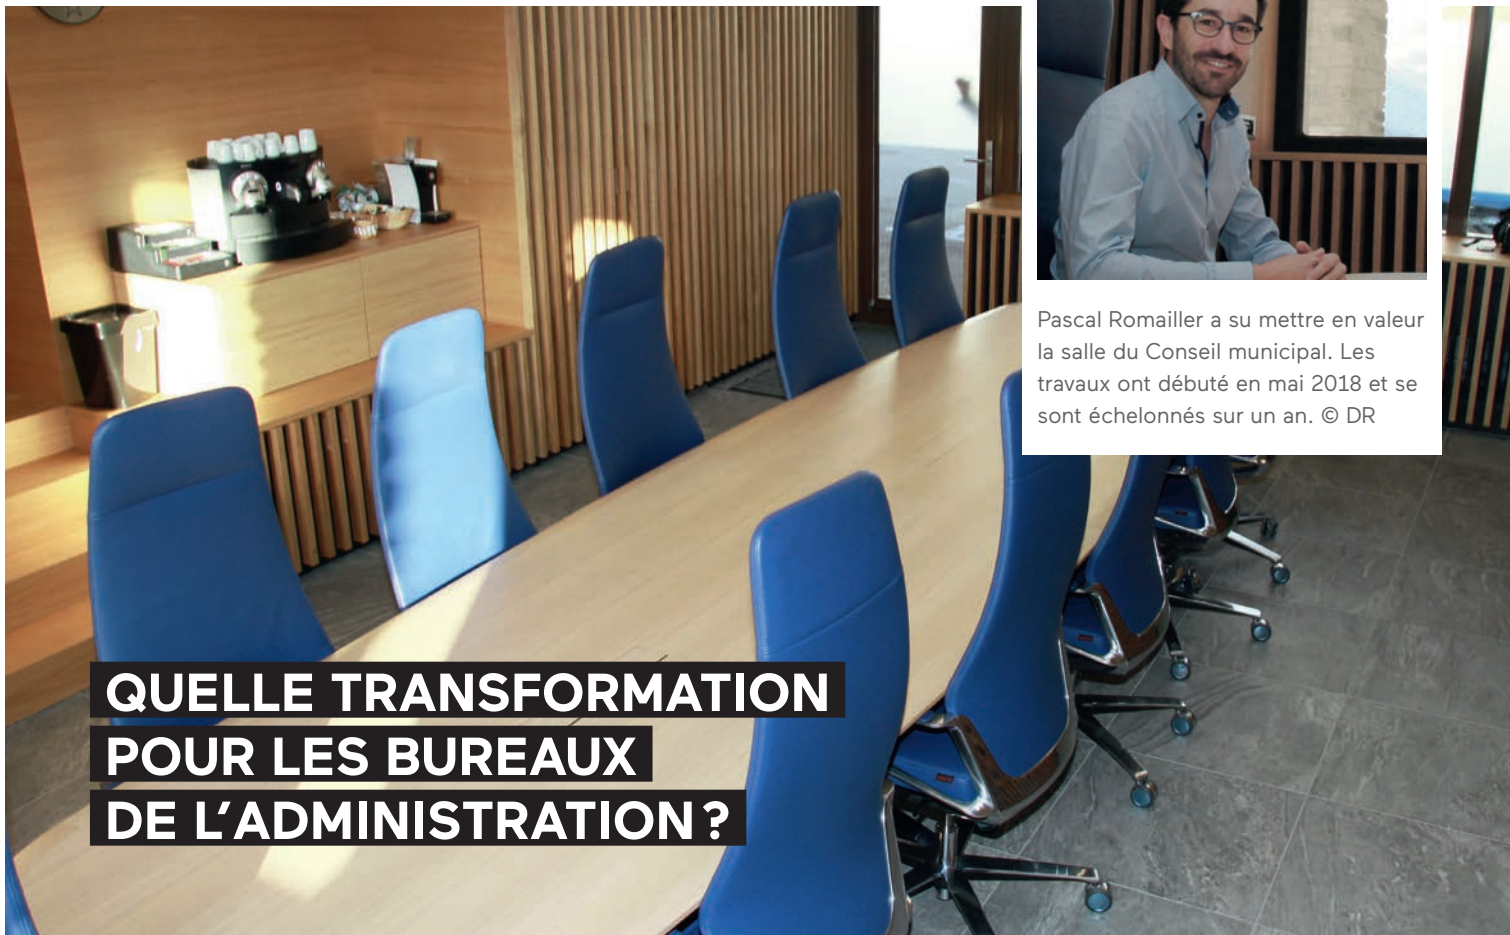 Pascal Romailler a su mettre en valeur
la salle du Conseil municipal. Les
travaux ont débuté en mai 2018 et se
sont échelonnés sur un an. © DR
QUELLE TRANSFORMATION
POUR LES BUREAUX
DE L’ADMINISTRATION ?